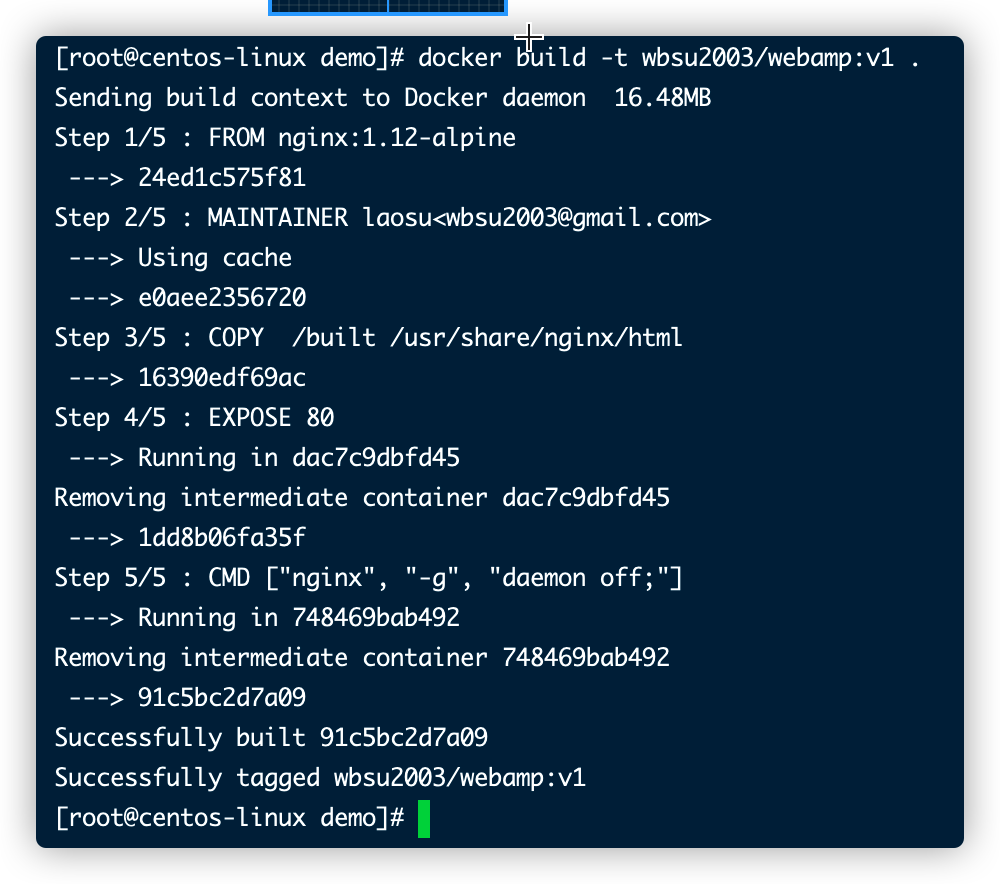 [root@centos-linux demo]# docker build -t wbsu2003/webamp:v1 .
Sending build context to Docker daemon  16.48MB
Step 1/5 : FROM nginx:1.12-alpine
 ---> 24ed1c575f81
Step 2/5 : MAINTAINER laosu<wbsu2003@gmail.com>
 ---> Using cache
 ---> e0aee2356720
Step 3/5 : COPY  /built /usr/share/nginx/html
 ---> 16390edf69ac
Step 4/5 : EXPOSE 80
 ---> Running in dac7c9dbfd45
Removing intermediate container dac7c9dbfd45
 ---> 1dd8b06fa35f
Step 5/5 : CMD ["nginx", "-g", "daemon off;"]
 ---> Running in 748469bab492
Removing intermediate container 748469bab492
 ---> 91c5bc2d7a09
Successfully built 91c5bc2d7a09
Successfully tagged wbsu2003/webamp:v1
[root@centos-linux demo]#